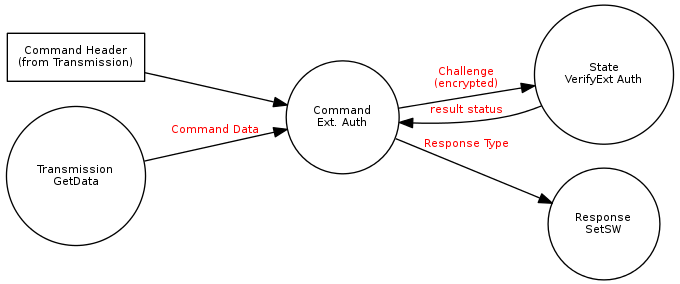 Command Header
(from Transmission)
Transmission
GetData
Command Data
Command
Ext. Auth
Challenge
(encrypted)
result status
Response Type
State
VerifyExt Auth
Response
SetSW